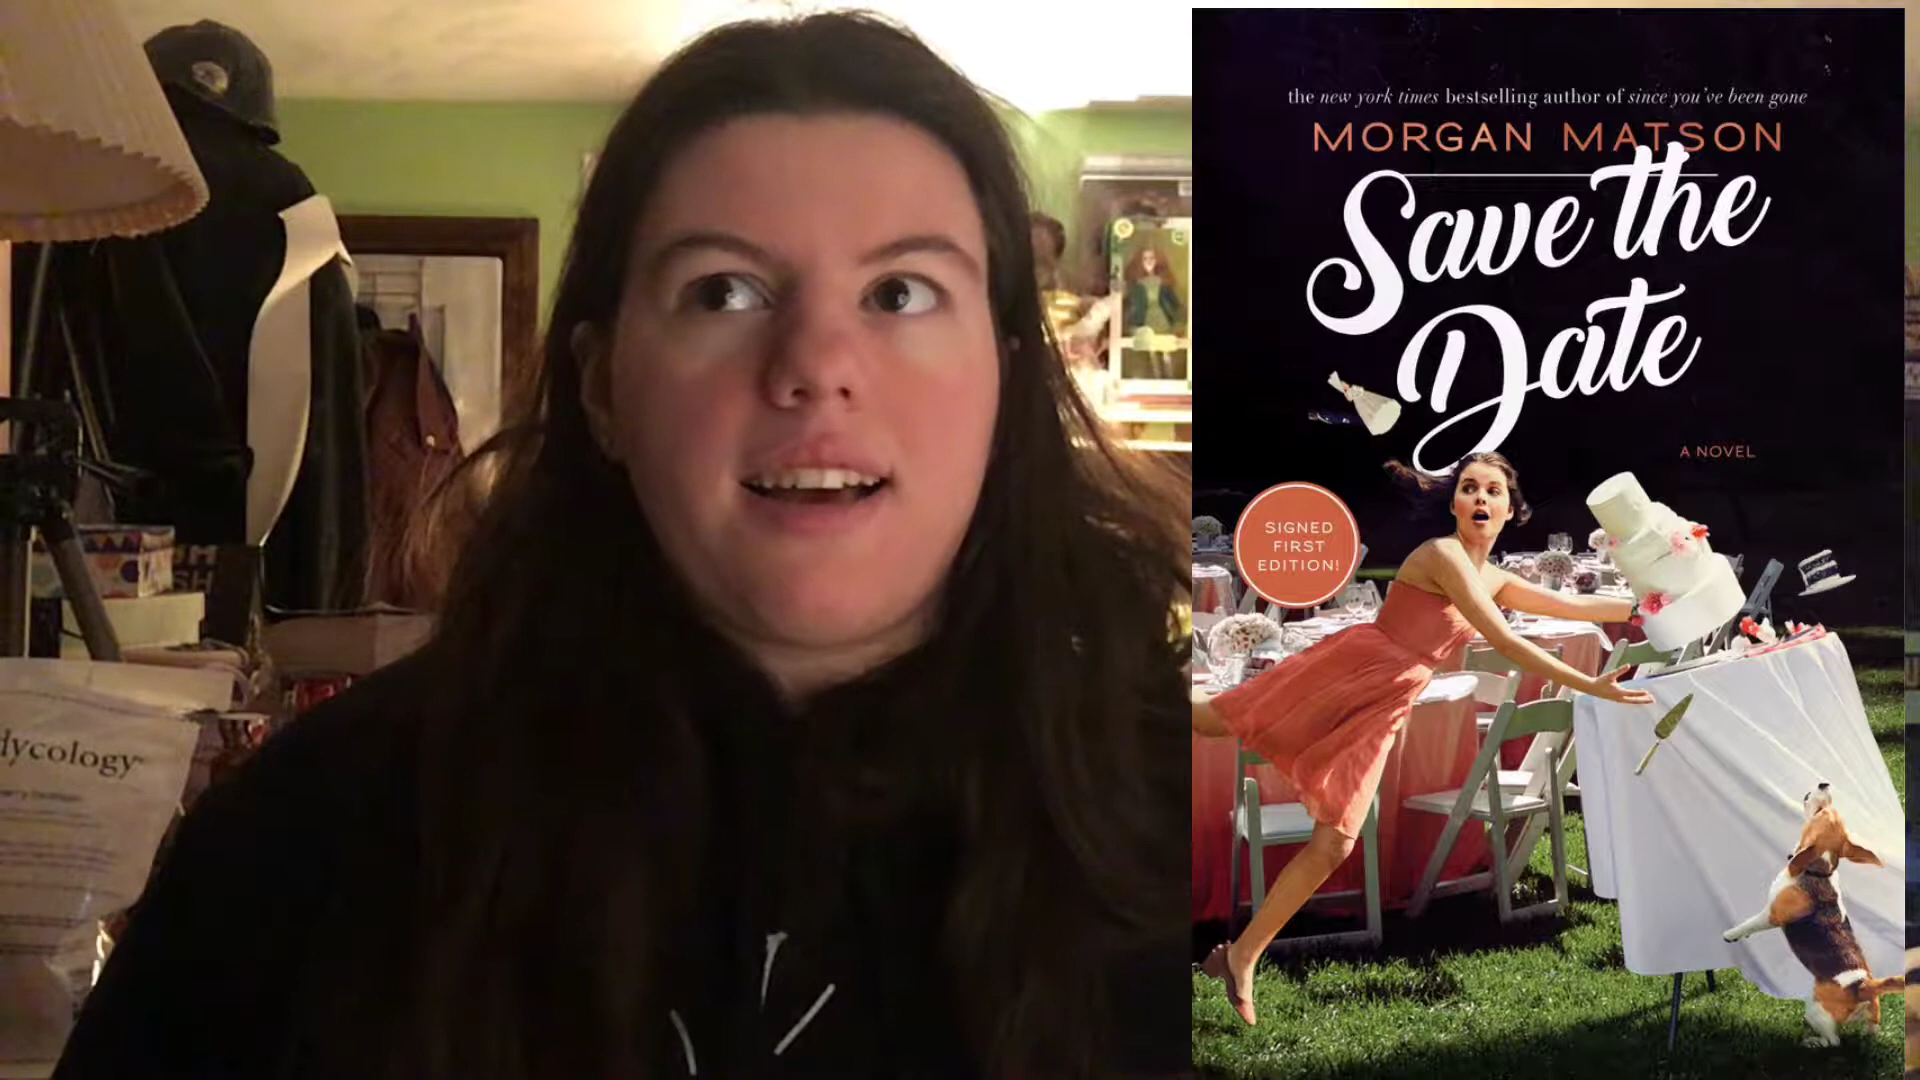 the new york times bestselling author of since you've been gone
MORGAN MATSON
Save the
Date
A NOVEL
SIGNED
FIRST
EDITION!
dycology